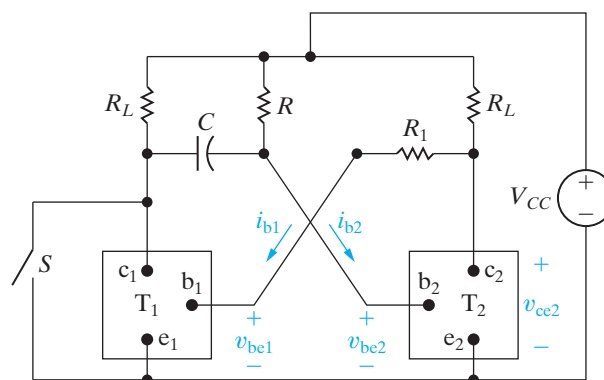 R_L
C
R
R_1
R_L
V_CC
+
−
S
i_b1
i_b2
c_1
b_1
T_1
e_1
c_2
b_2
T_2
e_2
+
v_be1
−
+
v_be2
−
+
v_ce2
−